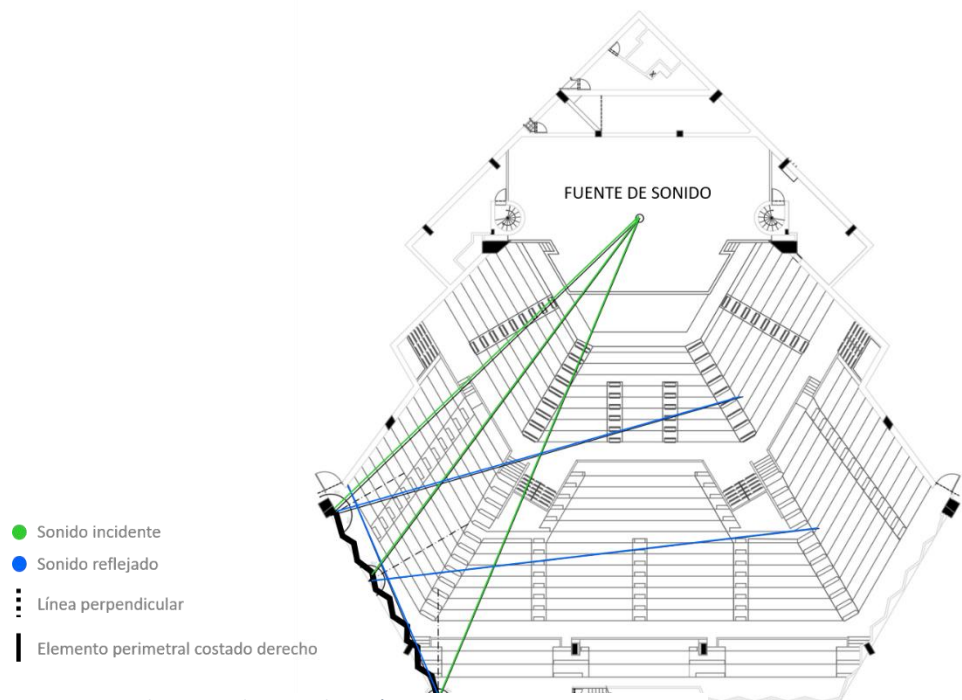 FUENTE DE SONIDO
Sonido incidente
Sonido reflejado
Línea perpendicular
Elemento perimetral costado derecho